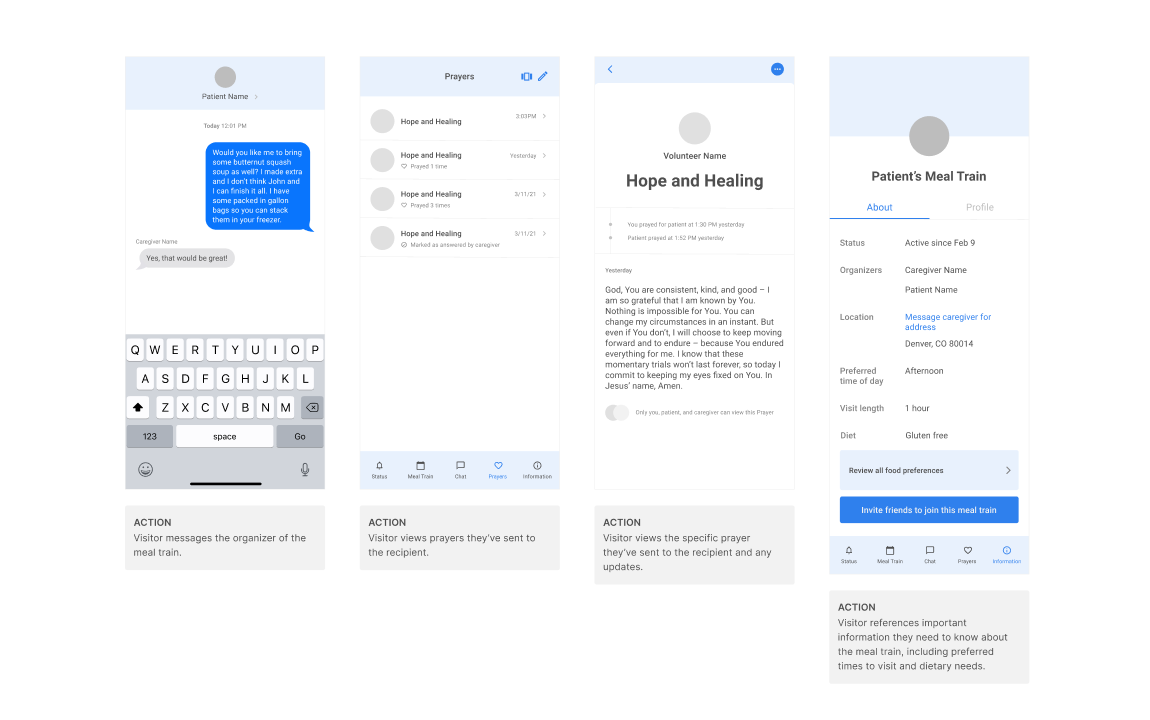 Patient Name
Today 12:01 PM
Would you like me to bring
some butternut squash
soup as well? I made extra
and I don't think John and
I can finish it all. I have
some packed in gallon
bags so you can stack
them in your freezer.
Caregiver Name
Yes, that would be great!
Q W E R T Y U I O P
A S D F G H J K L
Z X C V B N M
123 space Go
ACTION
Visitor messages the organizer of the
meal train.
Prayers
Hope and Healing 3:03PM
Hope and Healing Yesterday
Prayed 1 time
Hope and Healing 3/11/21
Prayed 3 times
Hope and Healing 3/11/21
Marked as answered by caregiver
Status Meal Train Chat Prayers Information
ACTION
Visitor views prayers they've sent to
the recipient.
Volunteer Name
Hope and Healing
You prayed for patient at 1:30 PM yesterday
Patient prayed at 1:52 PM yesterday
Yesterday
God, You are consistent, kind, and good – I
am so grateful that I am known by You.
Nothing is impossible for You. You can
change my circumstances in an instant. But
even if You don't, I will choose to keep moving
forward and to endure – because You endured
everything for me. I know that these
momentary trials won't last forever, so today I
commit to keeping my eyes fixed on You. In
Jesus' name, Amen.
Only you, patient, and caregiver can view this Prayer.
ACTION
Visitor views the specific prayer
they've sent to the recipient and any
updates.
Patient's Meal Train
About Profile
Status Active since Feb 9
Organizers Caregiver Name
Patient Name
Location Message caregiver for
address
Denver, CO 80014
Preferred Afternoon
time of day
Visit length 1 hour
Diet Gluten free
Review all food preferences
Invite friends to join this meal train
Status Meal Train Chat Prayers Information
ACTION
Visitor references important
information they need to know about
the meal train, including preferred
times to visit and dietary needs.